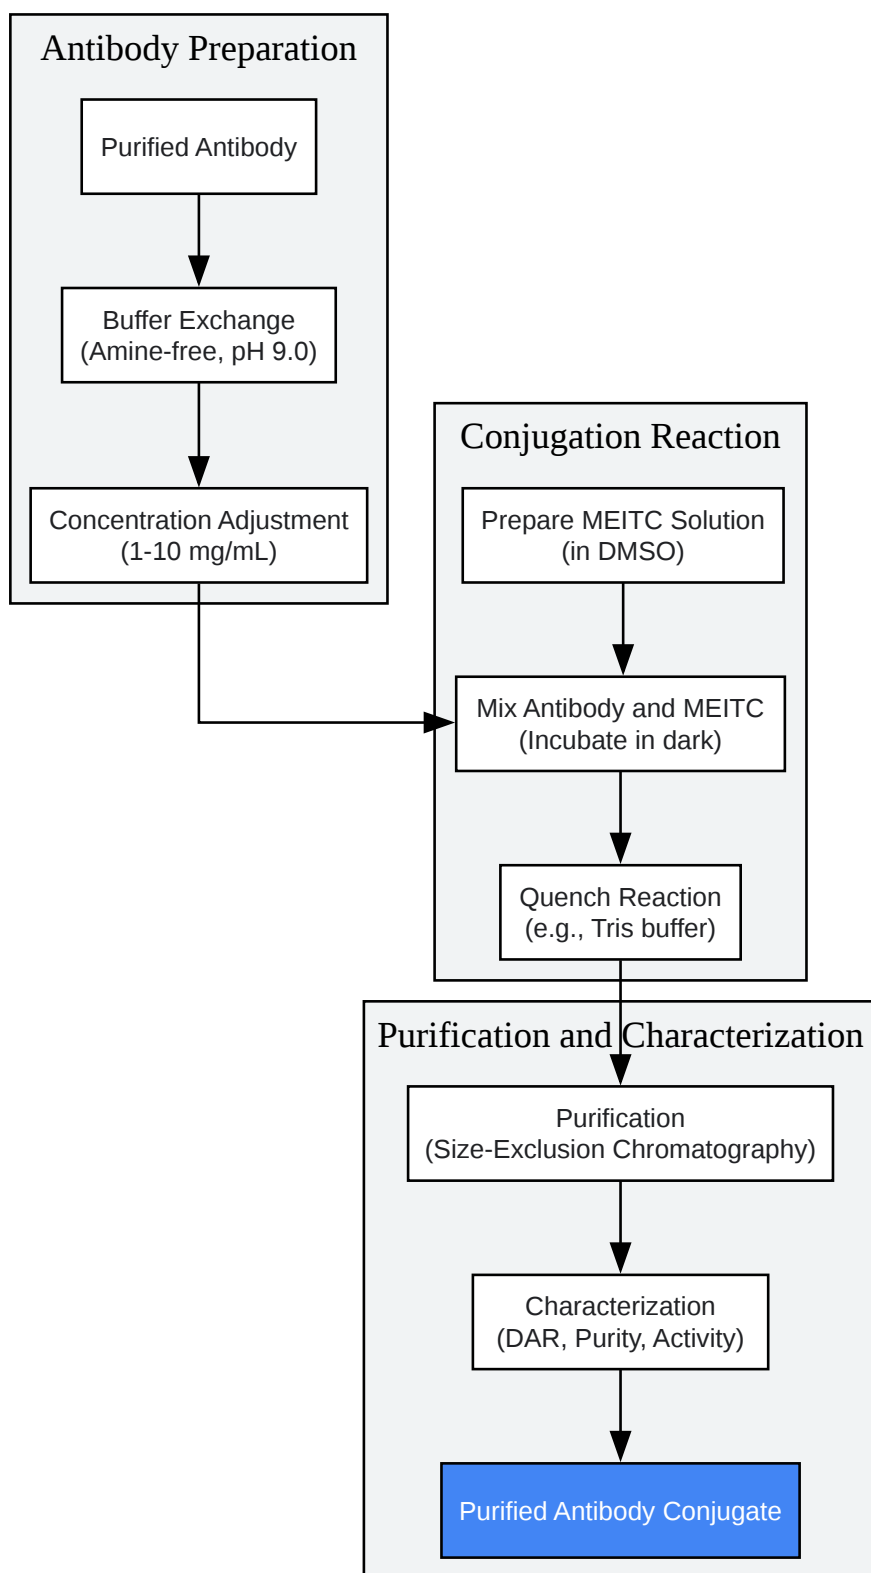 Antibody Preparation
Purified Antibody
Buffer Exchange
(Amine-free, pH 9.0)
Concentration Adjustment
(1-10 mg/mL)
Conjugation Reaction
Prepare MEITC Solution
(in DMSO)
Mix Antibody and MEITC
(Incubate in dark)
Quench Reaction
(e.g., Tris buffer)
Purification and Characterization
Purification
(Size-Exclusion Chromatography)
Characterization
(DAR, Purity, Activity)
Purified Antibody Conjugate